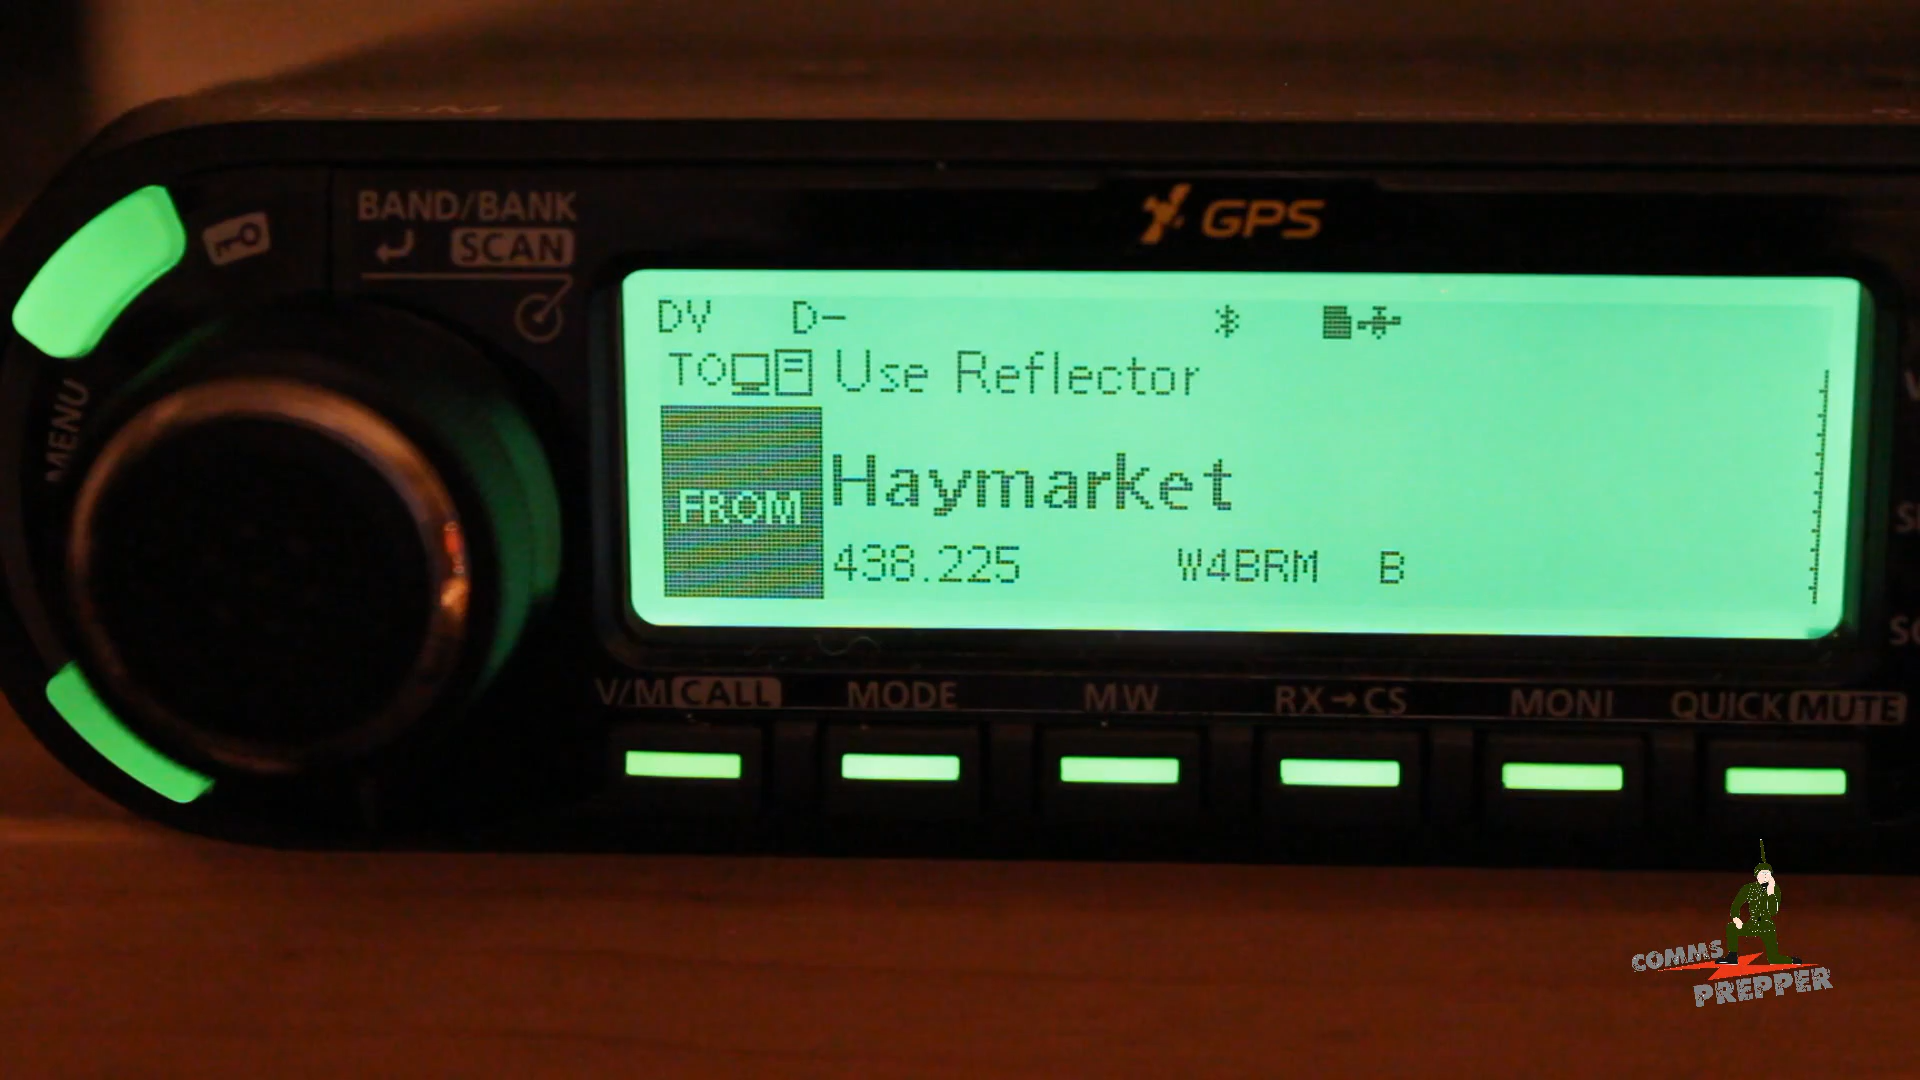 BAND/BANK
SCAN
GPS
MENU
DV D-
TO Use Reflector
FROM Haymarket
438.225 W4BRM B
V/M CALL MODE MW RX→CS MONI QUICK MUTE
COMMS
PREPPER